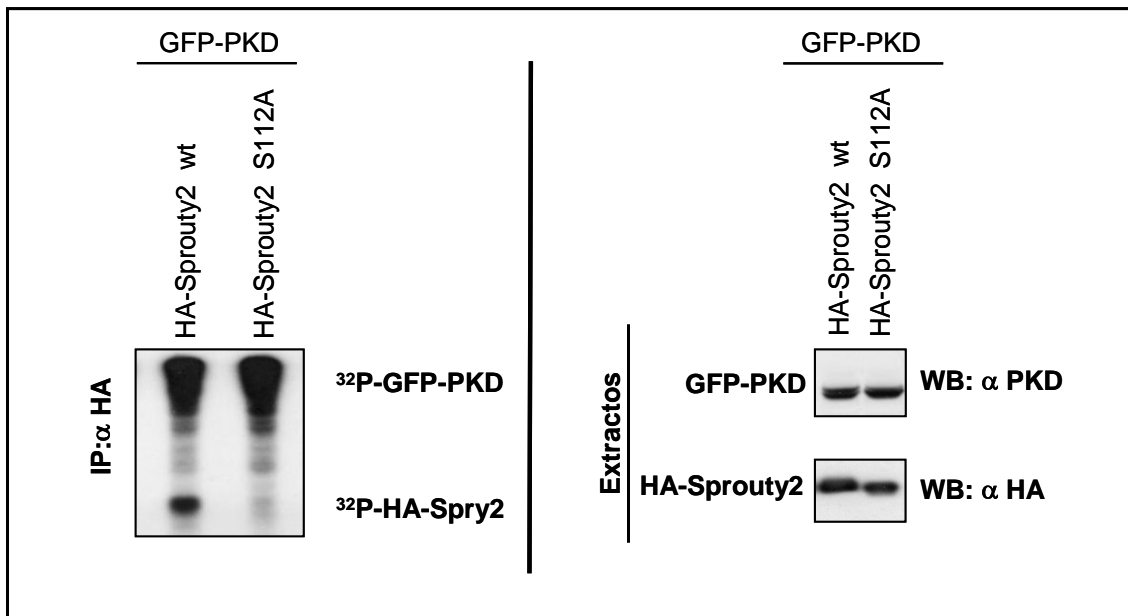 GFP-PKD
HA-Sprouty2 wt
HA-Sprouty2 S112A
IP:α HA
³²P-GFP-PKD
³²P-HA-Spry2
GFP-PKD
HA-Sprouty2 wt
HA-Sprouty2 S112A
Extractos
GFP-PKD
WB: α PKD
HA-Sprouty2
WB: α HA